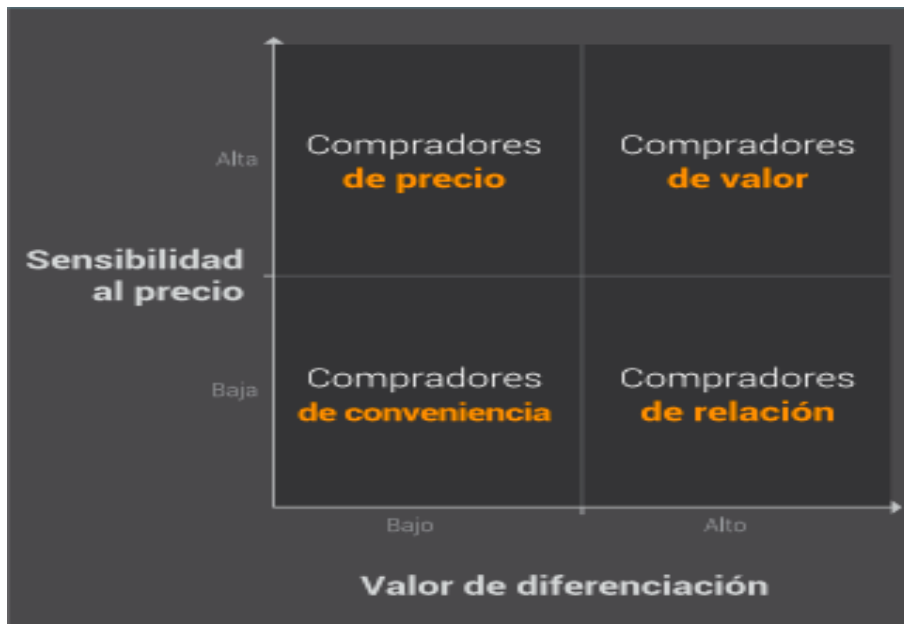 Compradores
de precio
Compradores
de valor
Alta
Sensibilidad
al precio
Baja
Compradores
de conveniencia
Compradores
de relación
Bajo
Alto
Valor de diferenciación